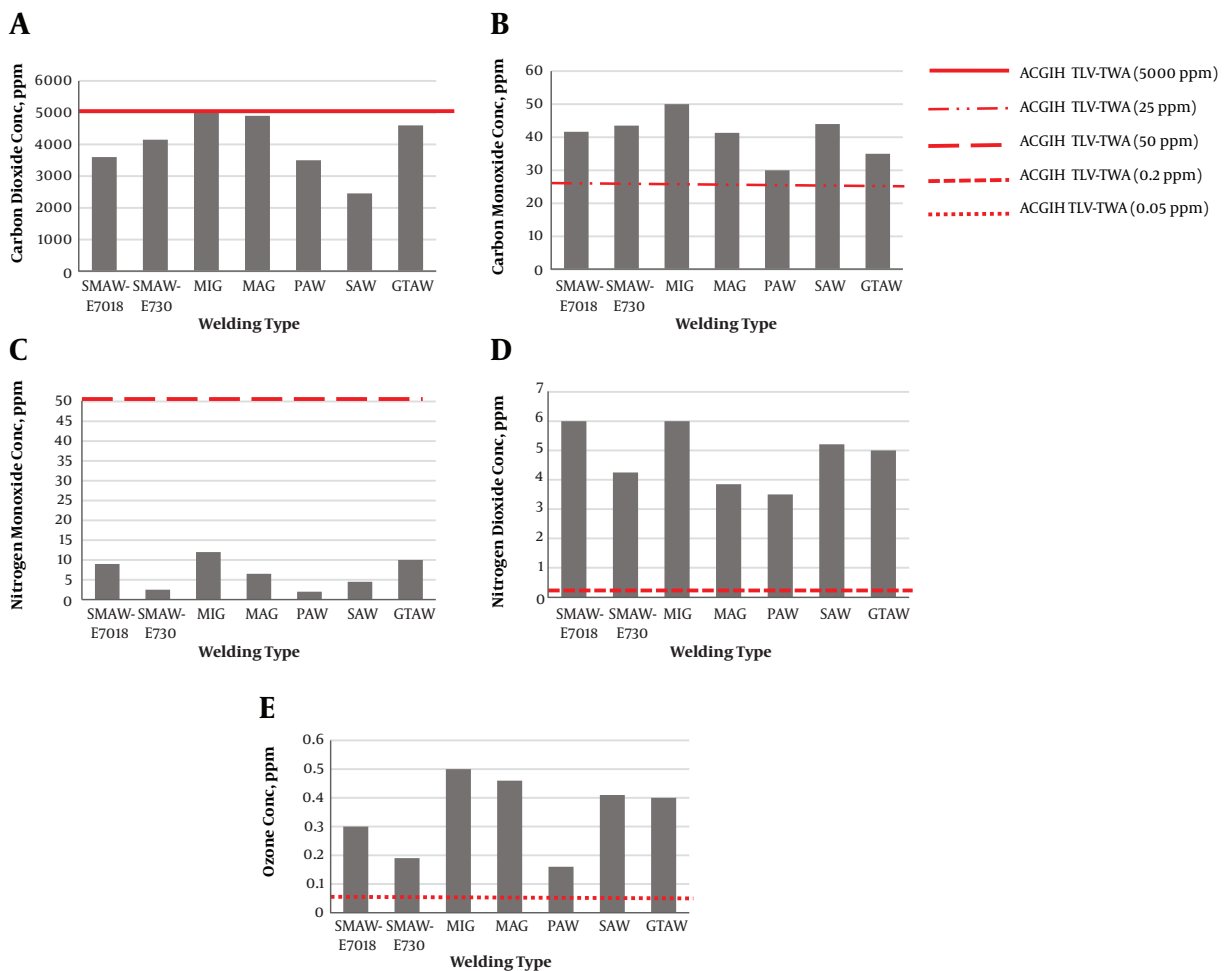 A
Carbon Dioxide Conc, ppm
6000
5000
4000
3000
2000
1000
0
SMAW-E7018
SMAW-E730
MIG
MAG
PAW
SAW
GTAW
Welding Type
B
Carbon Monoxide Conc, ppm
60
50
40
30
20
10
0
SMAW-E7018
SMAW-E730
MIG
MAG
PAW
SAW
GTAW
Welding Type
ACGIH TLV-TWA (5000 ppm)
ACGIH TLV-TWA (25 ppm)
ACGIH TLV-TWA (50 ppm)
ACGIH TLV-TWA (0.2 ppm)
ACGIH TLV-TWA (0.05 ppm)
C
Nitrogen Monoxide Conc, ppm
50
45
40
35
30
25
20
15
10
5
0
SMAW-E7018
SMAW-E730
MIG
MAG
PAW
SAW
GTAW
Welding Type
D
Nitrogen Dioxide Conc, ppm
7
6
5
4
3
2
1
0
SMAW-E7018
SMAW-E730
MIG
MAG
PAW
SAW
GTAW
Welding Type
E
Ozone Conc, ppm
0.6
0.5
0.4
0.3
0.2
0.1
0
SMAW-E7018
SMAW-E730
MIG
MAG
PAW
SAW
GTAW
Welding Type